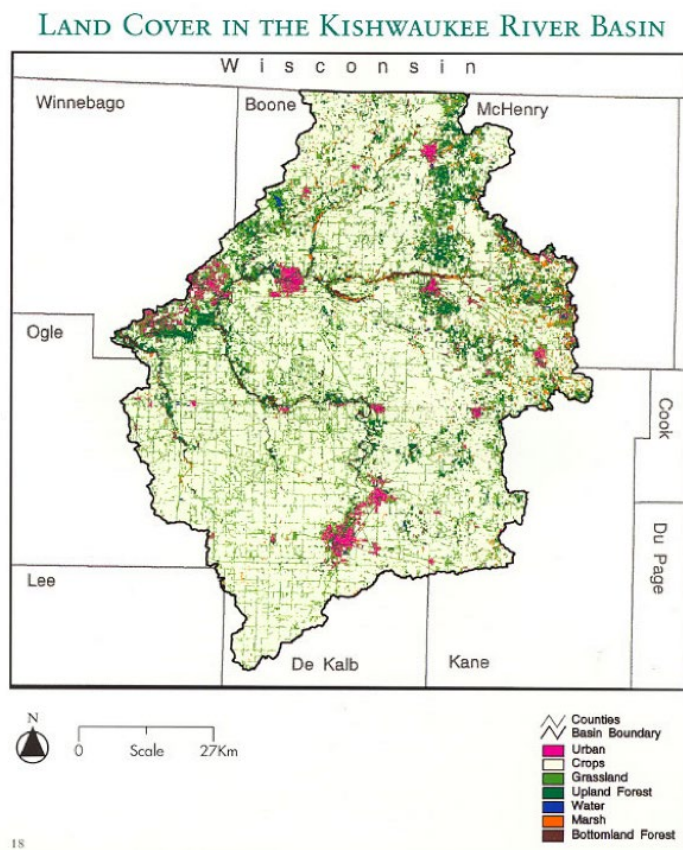 LAND COVER IN THE KISHWAUKEE RIVER BASIN
Wisconsin
Winnebago
Boone
McHenry
Ogle
Cook
Du Page
Lee
De Kalb
Kane
N
0 Scale 27Km
Counties
Basin Boundary
Urban
Crops
Grassland
Upland Forest
Water
Marsh
Bottomland Forest
18